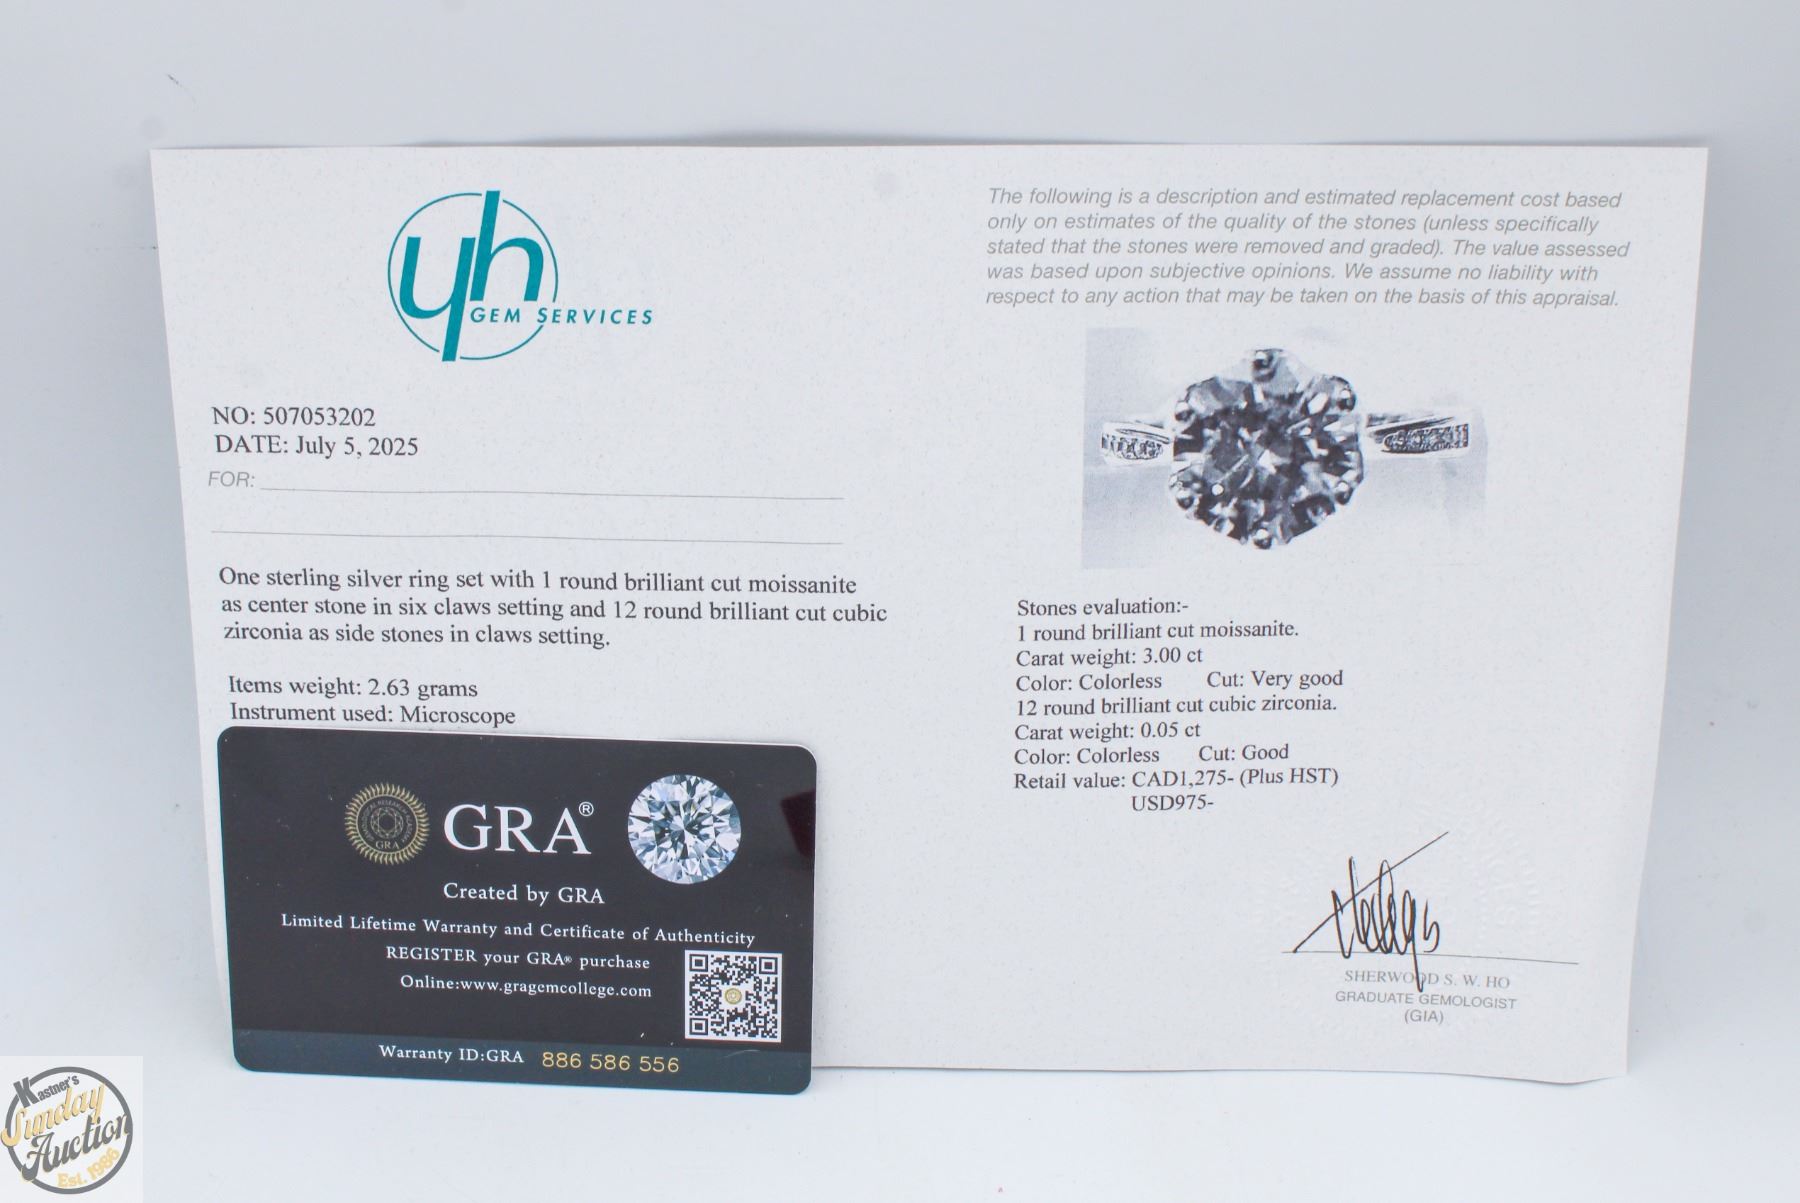 yh
GEM SERVICES
NO: 507053202
DATE: July 5, 2025
FOR:
One sterling silver ring set with 1 round brilliant cut moissanite
as center stone in six claws setting and 12 round brilliant cut cubic
zirconia as side stones in claws setting.
Items weight: 2.63 grams
Instrument used: Microscope
The following is a description and estimated replacement cost based
only on estimates of the quality of the stones (unless specifically
stated that the stones were removed and graded). The value assessed
was based upon subjective opinions. We assume no liability with
respect to any action that may be taken on the basis of this appraisal.
Stones evaluation:-
1 round brilliant cut moissanite.
Carat weight: 3.00 ct
Color: Colorless Cut: Very good
12 round brilliant cut cubic zirconia.
Carat weight: 0.05 ct
Color: Colorless Cut: Good
Retail value: CAD1,275- (Plus HST)
USD975-
SHERWOOD S. W. HO
GRADUATE GEMOLOGIST
(GIA)
GRA
GRA®
Created by GRA
Limited Lifetime Warranty and Certificate of Authenticity
REGISTER your GRA® purchase
Online:www.gragemcollege.com
Warranty ID:GRA 886 586 556
Kastner's
Sunday
Auction
Est. 1986